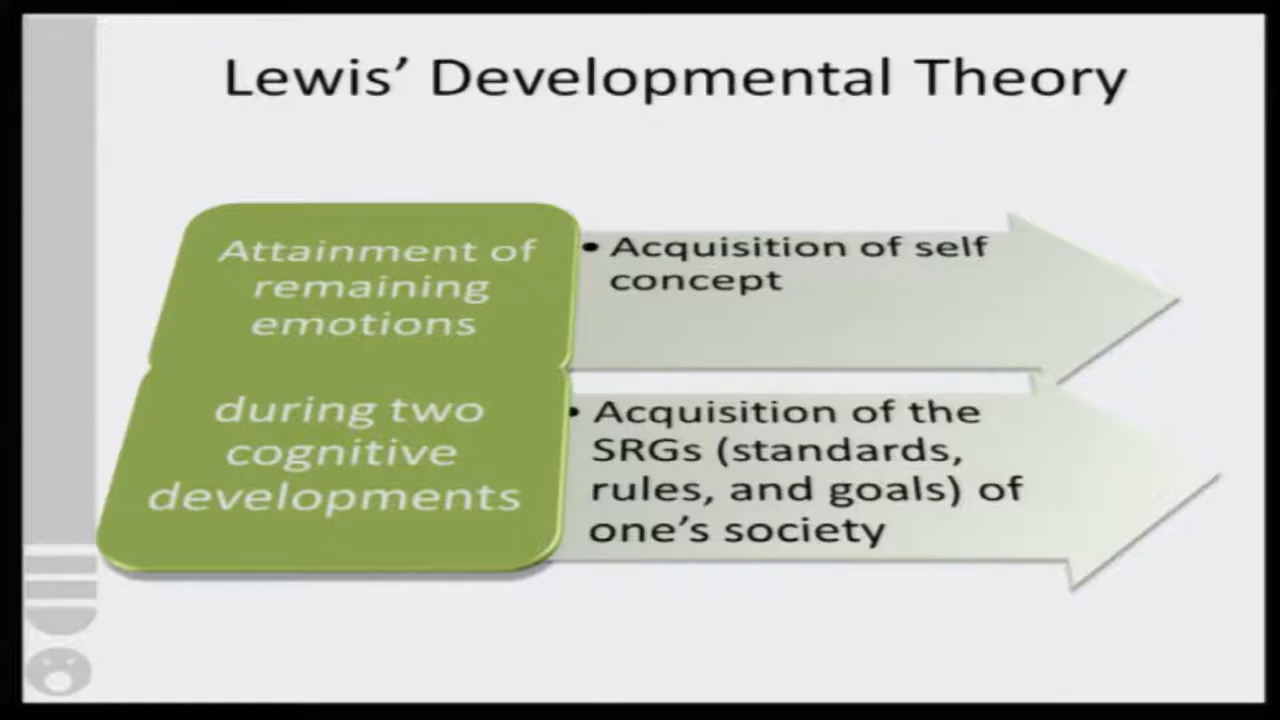 Lewis’ Developmental Theory
Attainment of
remaining
emotions
• Acquisition of self
concept
during two
cognitive
developments
• Acquisition of the
SRGs (standards,
rules, and goals) of
one’s society